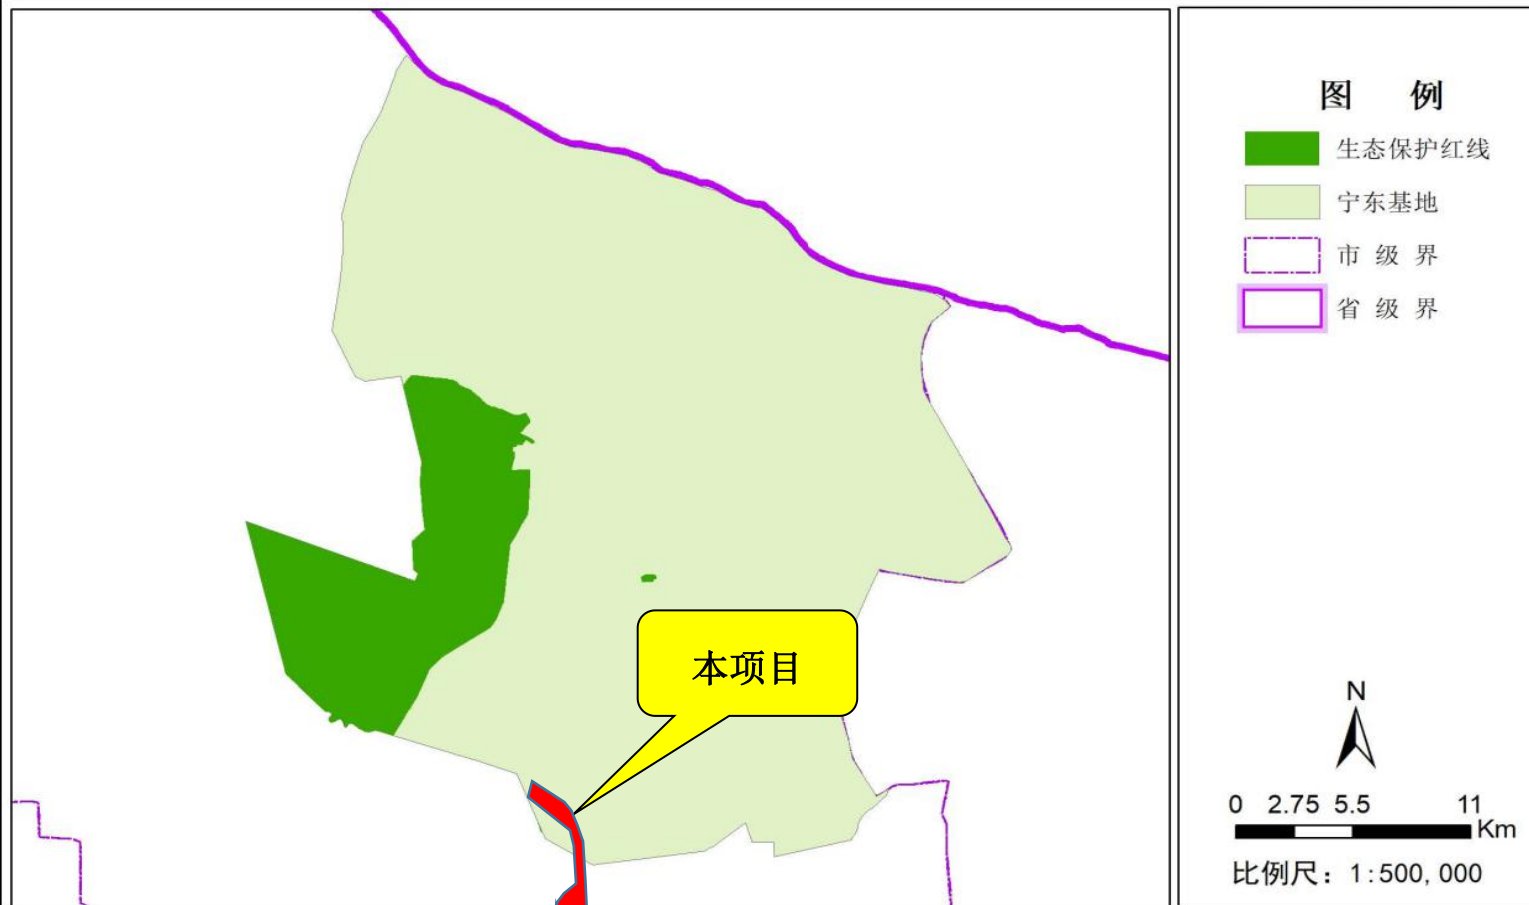 图 例
生态保护红线
宁东基地
市 级 界
省 级 界
本项目
N
0 2.75 5.5 11
Km
比例尺：1:500,000